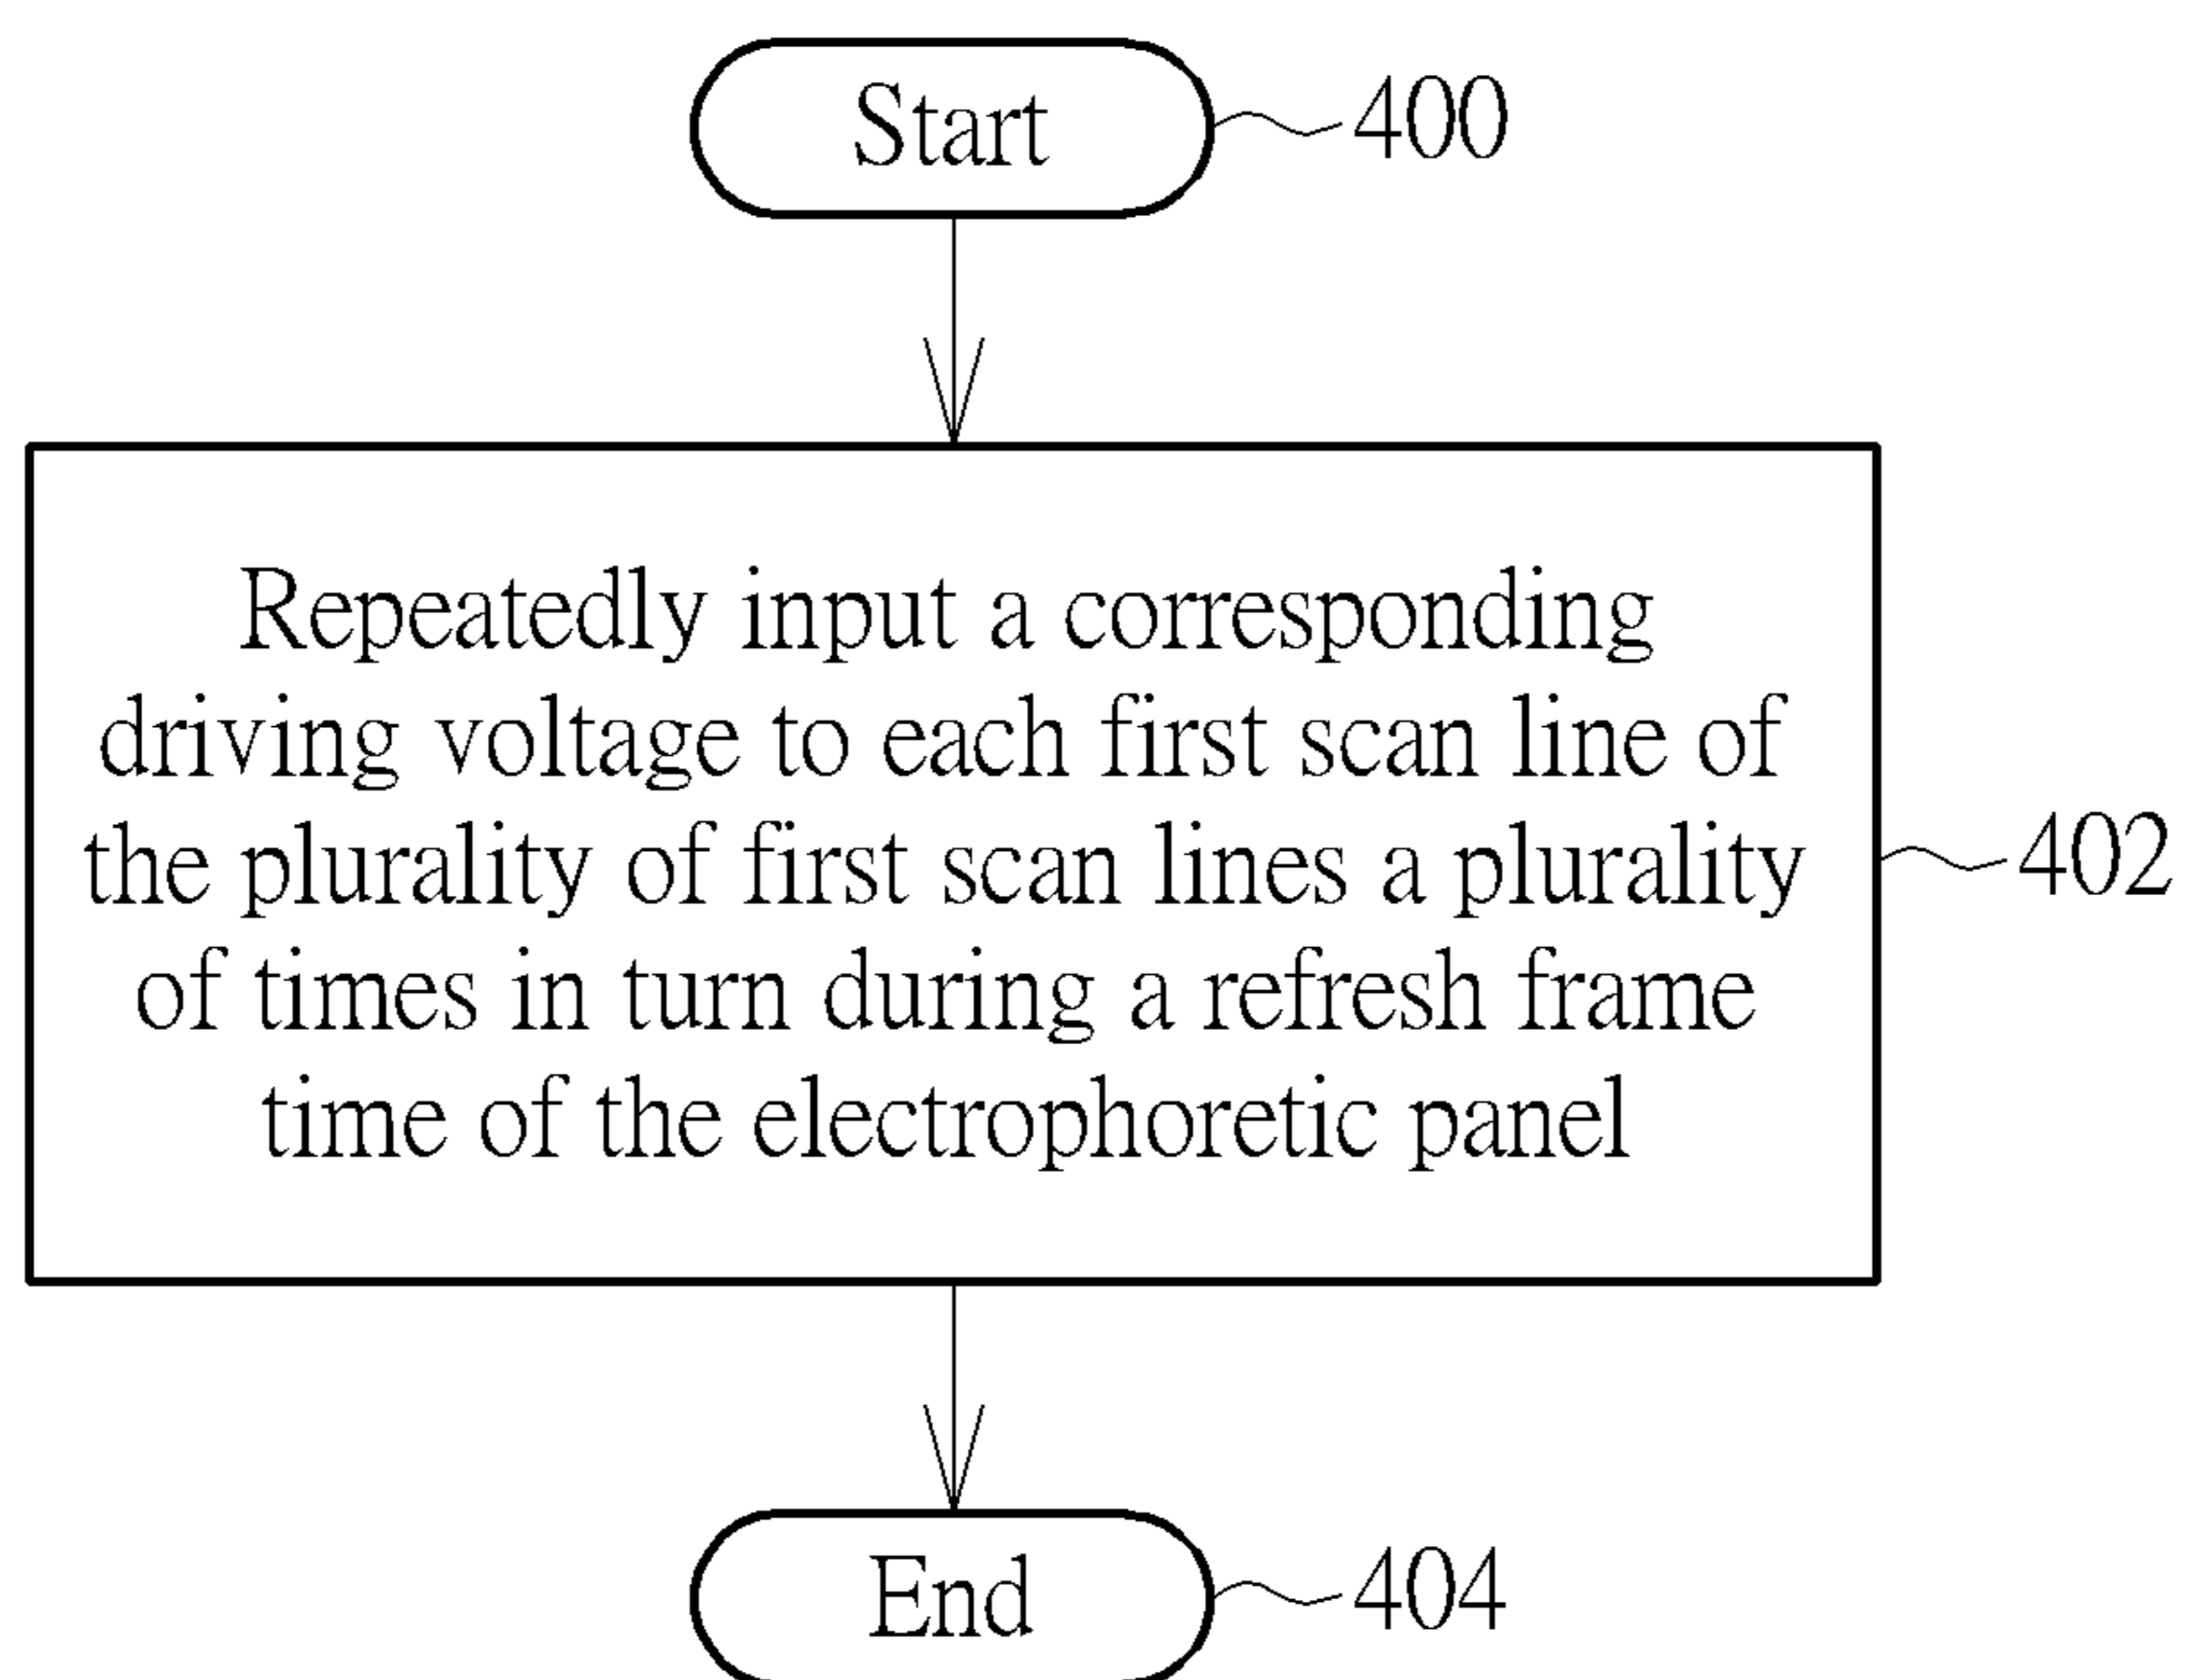 Start
400
Repeatedly input a corresponding
driving voltage to each first scan line of
the plurality of first scan lines a plurality
of times in turn during a refresh frame
time of the electrophoretic panel
402
End
404